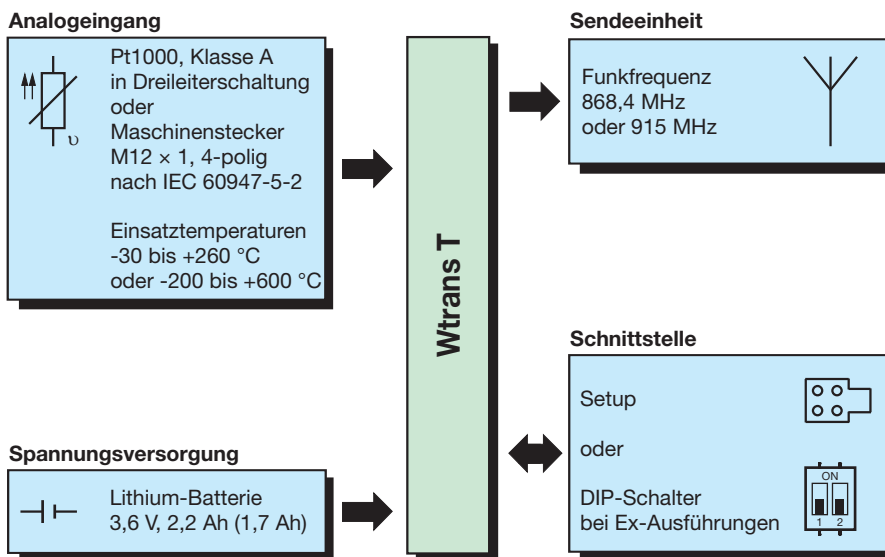 Analogeingang
Pt1000, Klasse A
in Dreileiterschaltung
oder
Maschinenstecker
M12 × 1, 4-polig
nach IEC 60947-5-2
Einsatztemperaturen
-30 bis +260 °C
oder -200 bis +600 °C
υ
Spannungsversorgung
Lithium-Batterie
3,6 V, 2,2 Ah (1,7 Ah)
Wtrans T
Sendeeinheit
Funkfrequenz
868,4 MHz
oder 915 MHz
Schnittstelle
Setup
oder
DIP-Schalter
bei Ex-Ausführungen
ON
1 2